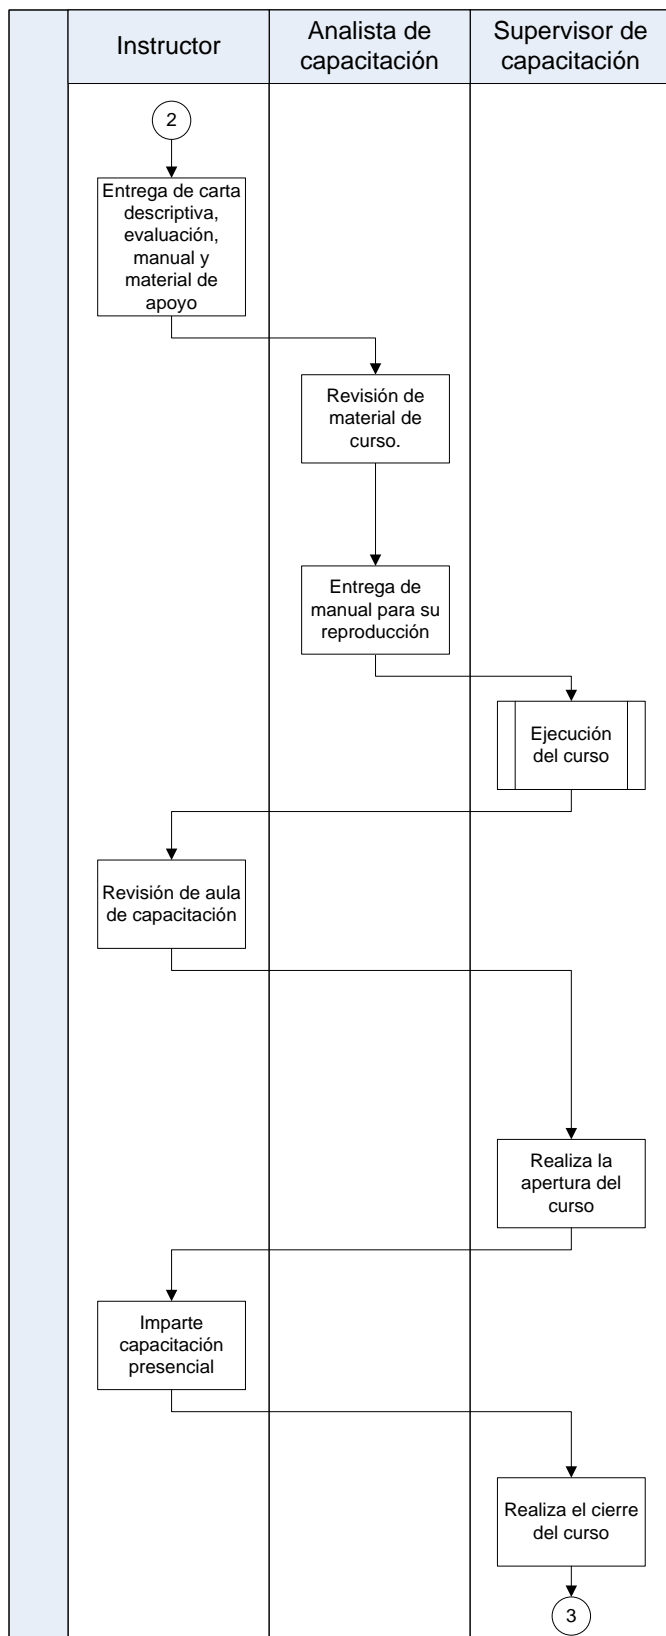 Instructor
Analista de
capacitación
Supervisor de
capacitación
2
Entrega de carta
descriptiva,
evaluación,
manual y
material de
apoyo
Revisión de
material de
curso.
Entrega de
manual para su
reproducción
Ejecución
del curso
Revisión de aula
de capacitación
Realiza la
apertura del
curso
Imparte
capacitación
presencial
Realiza el cierre
del curso
3